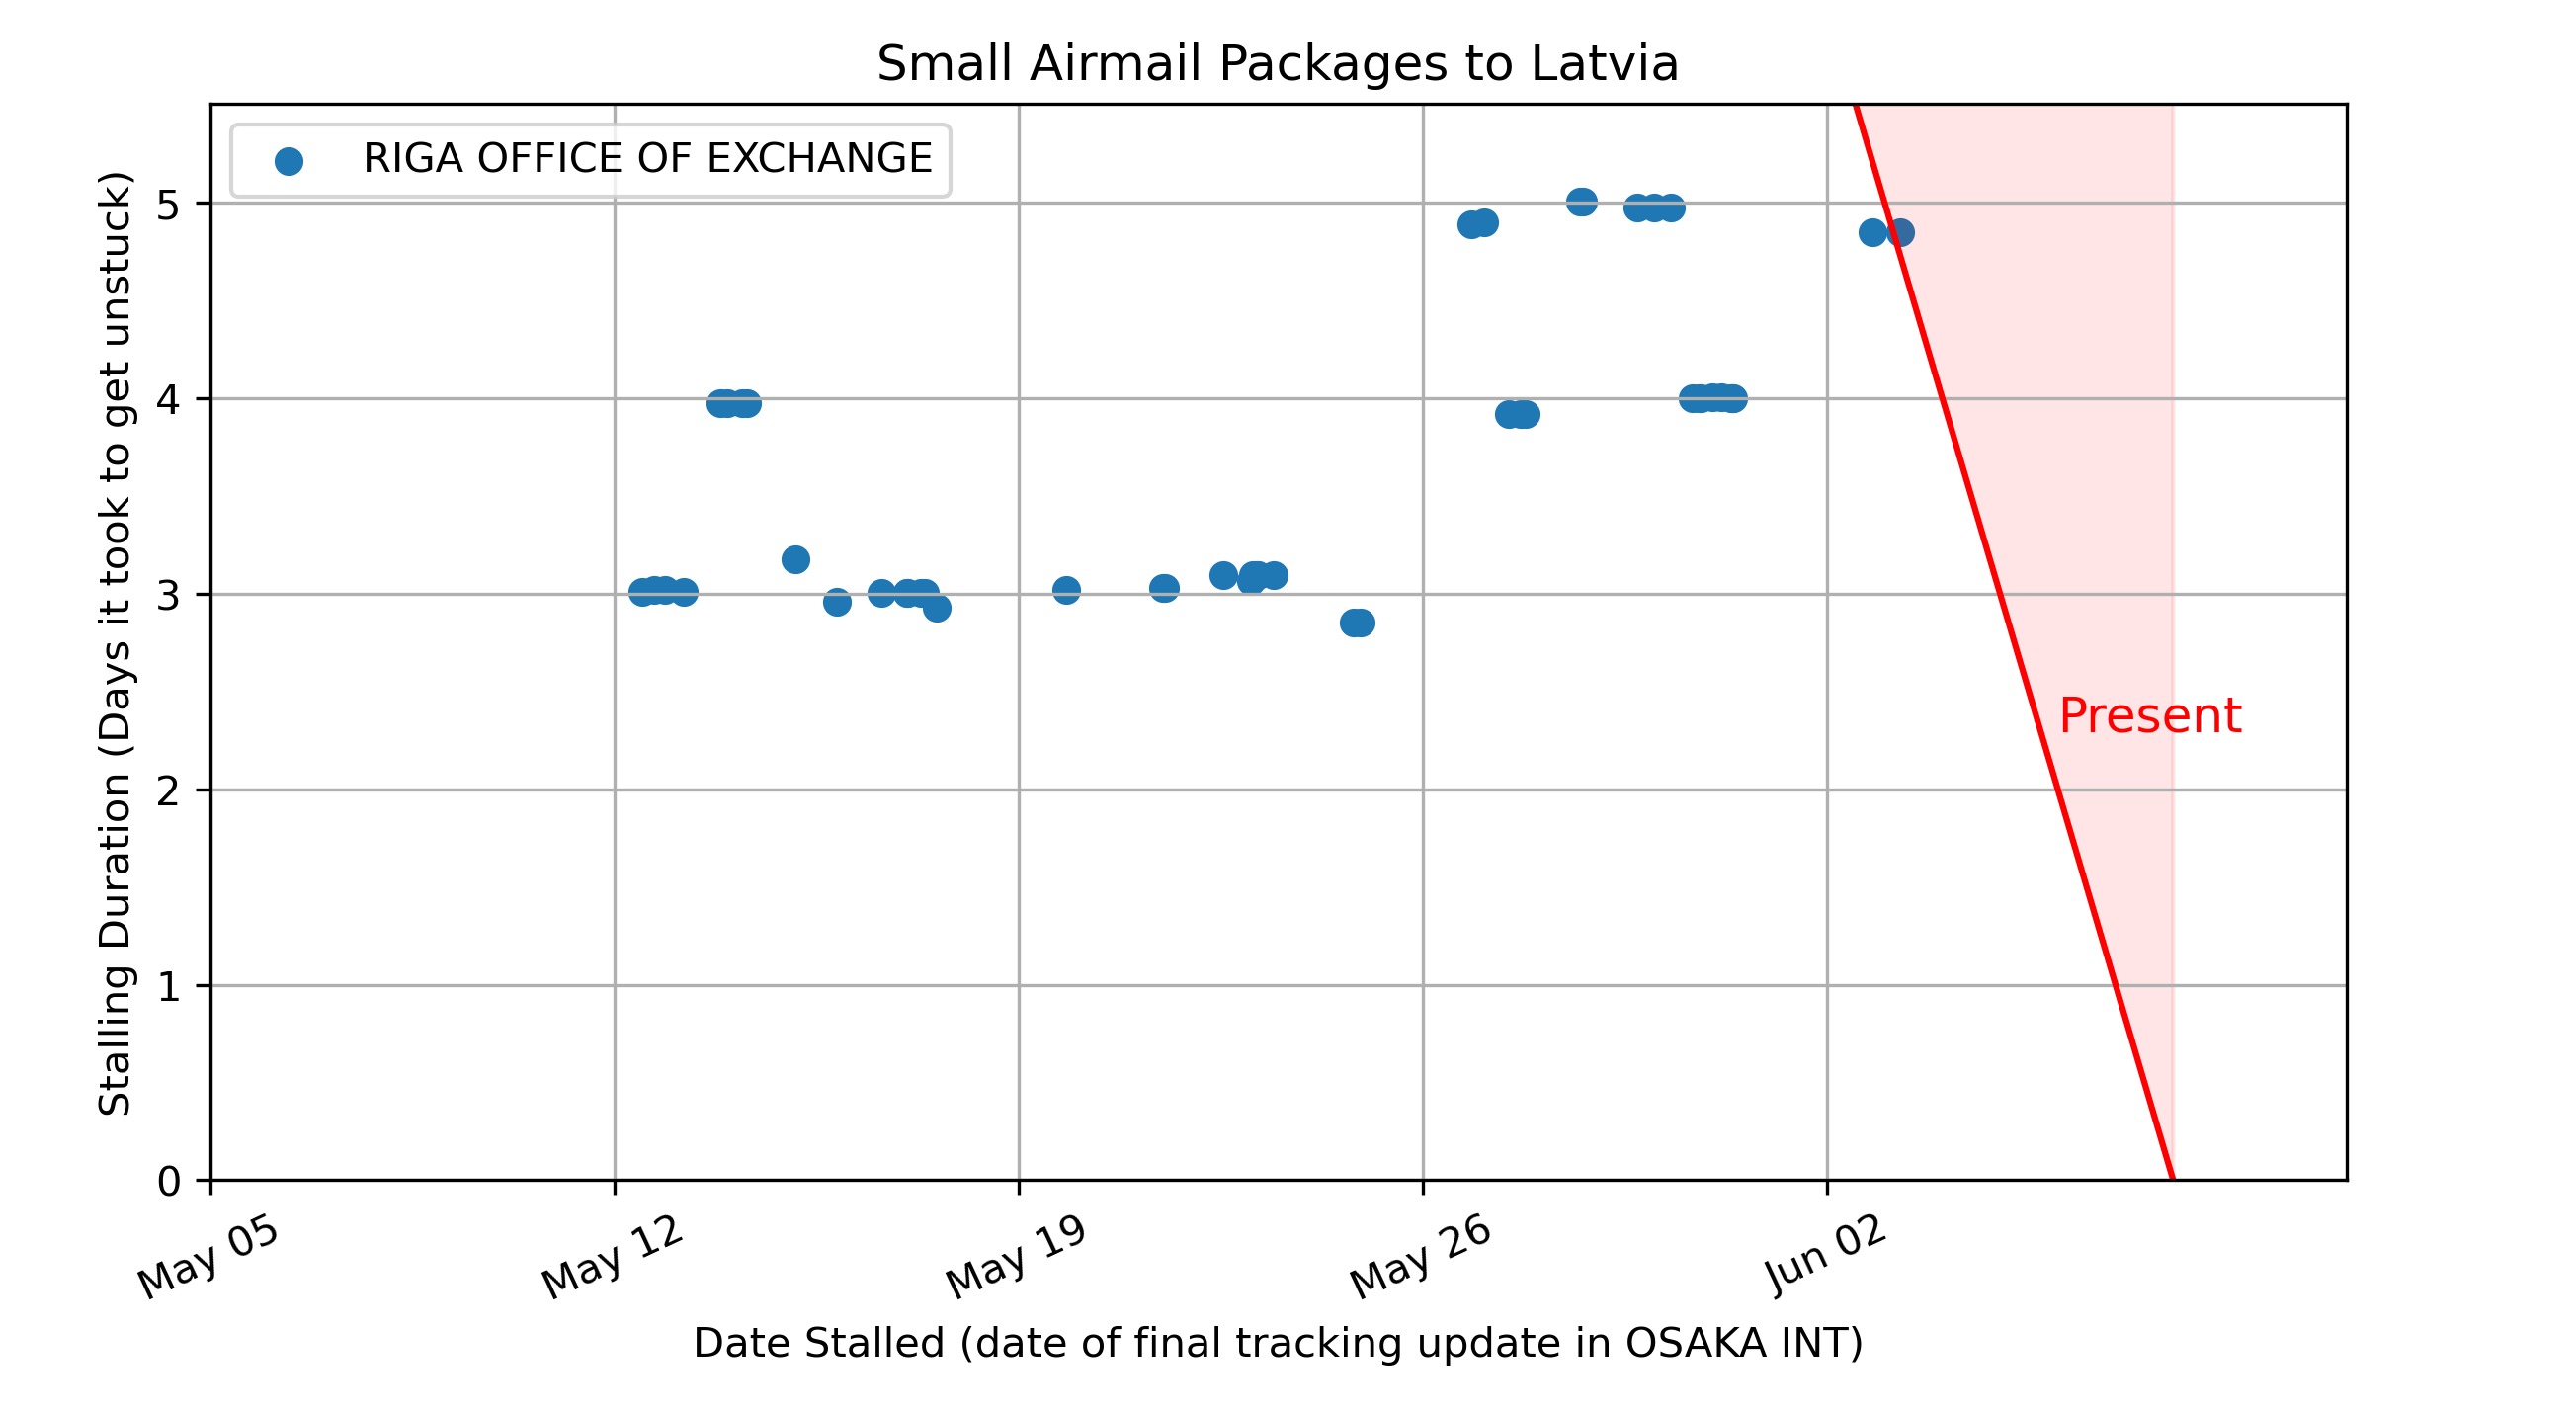 Small Airmail Packages to Latvia
RIGA OFFICE OF EXCHANGE
Stalling Duration (Days it took to get unstuck)
5
4
3
2
1
0
Present
May 05
May 12
May 19
May 26
Jun 02
Date Stalled (date of final tracking update in OSAKA INT)